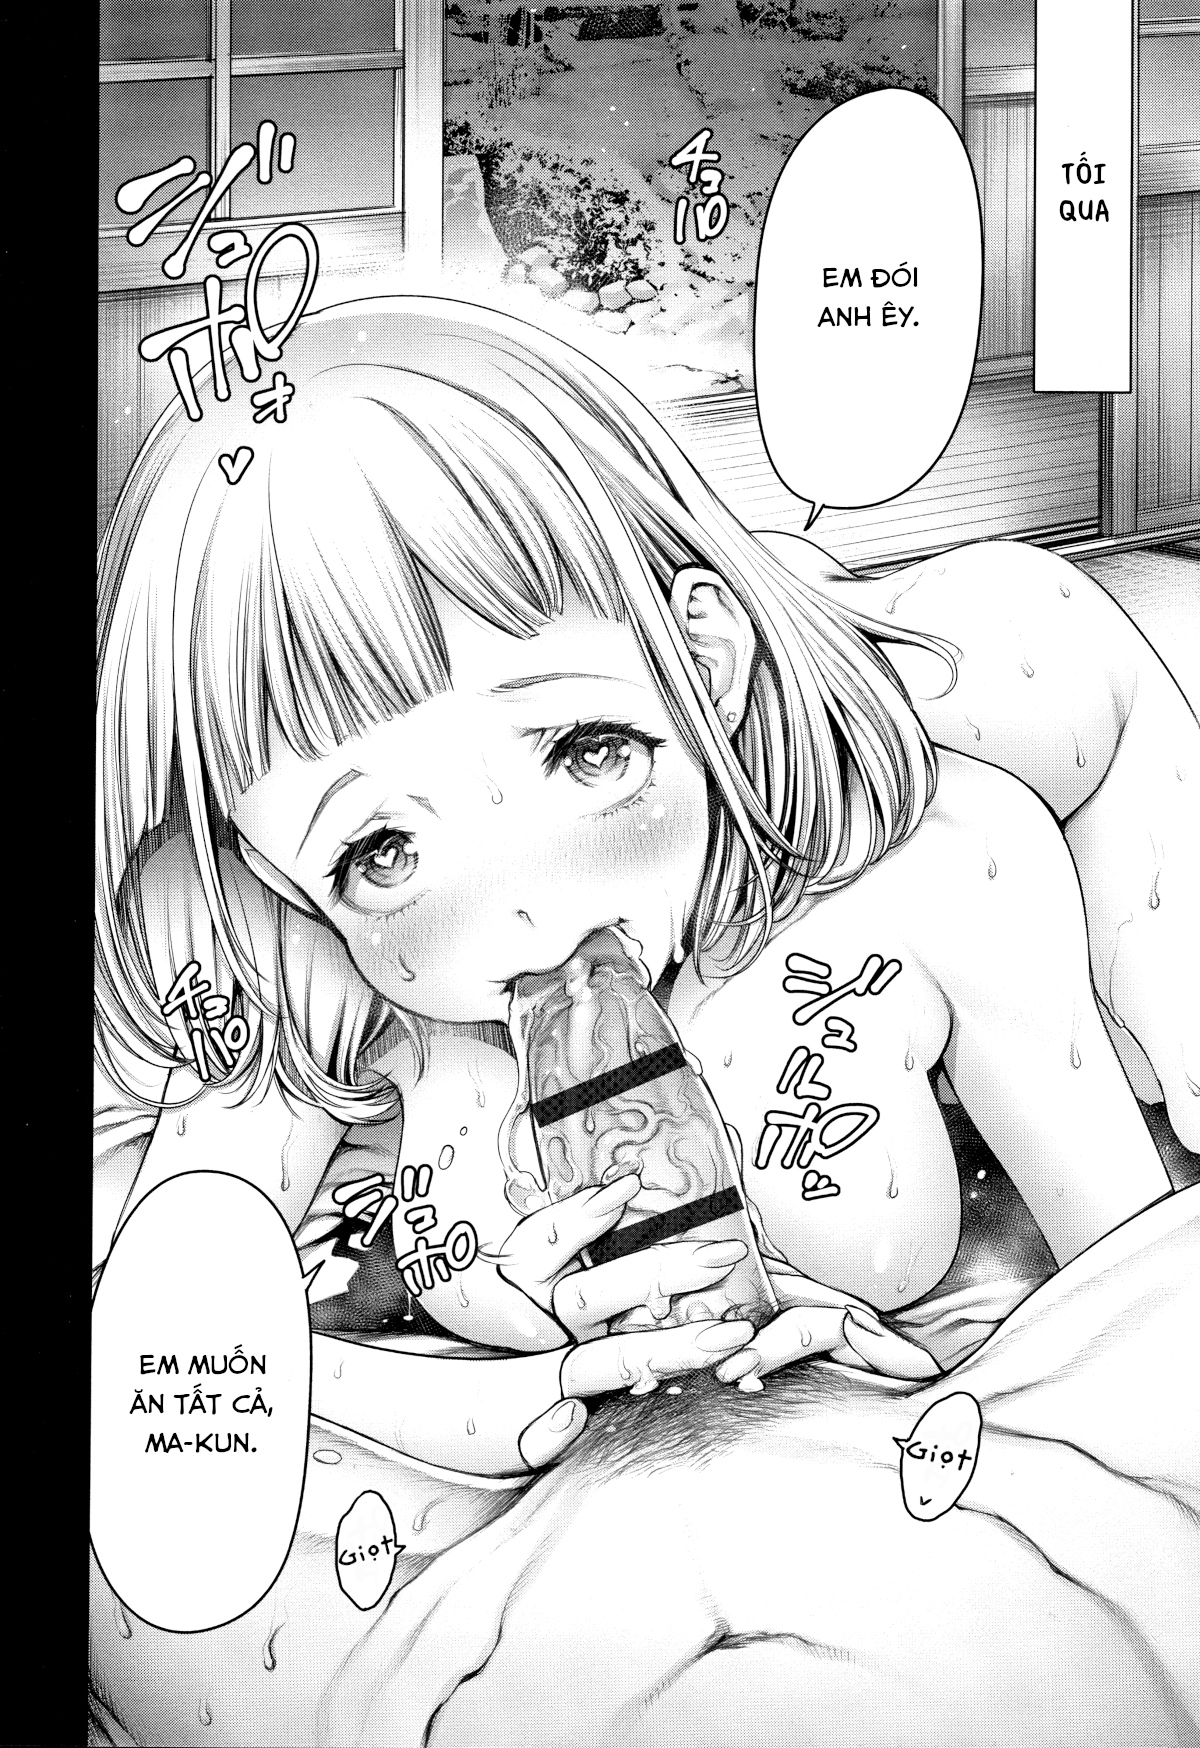 TỐI
QUA
EM ĐÓI
ANH ÊY.
チュパ
ジュポォ
チュパ
ジュルポッ
ジュポ
EM MUỐN
ĂN TẤT CẢ,
MA-KUN.
Giọt
Giọt